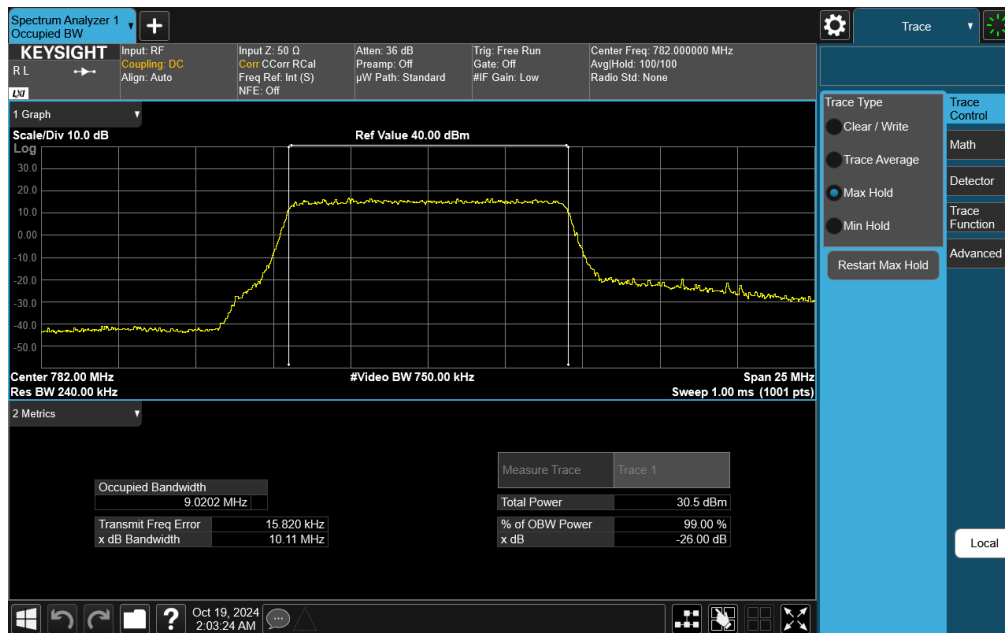 Spectrum Analyzer 1
Occupied BW
Trace
KEYSIGHT
R L
LXI
Input: RF
Coupling: DC
Align: Auto
Input Z: 50 Ω
Corr CCorr RCal
Freq Ref: Int (S)
NFE: Off
Atten: 36 dB
Preamp: Off
µW Path: Standard
Trig: Free Run
Gate: Off
#IF Gain: Low
Center Freq: 782.000000 MHz
Avg|Hold: 100/100
Radio Std: None
1 Graph
Scale/Div 10.0 dB
Ref Value 40.00 dBm
Log
30.0
20.0
10.0
0.00
-10.0
-20.0
-30.0
-40.0
-50.0
Center 782.00 MHz
#Video BW 750.00 kHz
Span 25 MHz
Res BW 240.00 kHz
Sweep 1.00 ms (1001 pts)
2 Metrics
Measure Trace
Trace 1
Occupied Bandwidth
9.0202 MHz
Total Power
30.5 dBm
Transmit Freq Error
15.820 kHz
% of OBW Power
99.00 %
x dB Bandwidth
10.11 MHz
x dB
-26.00 dB
Trace Type
Clear / Write
Trace Average
Max Hold
Min Hold
Restart Max Hold
Trace
Control
Math
Detector
Trace
Function
Advanced
Local
?
Oct 19, 2024
2:03:24 AM